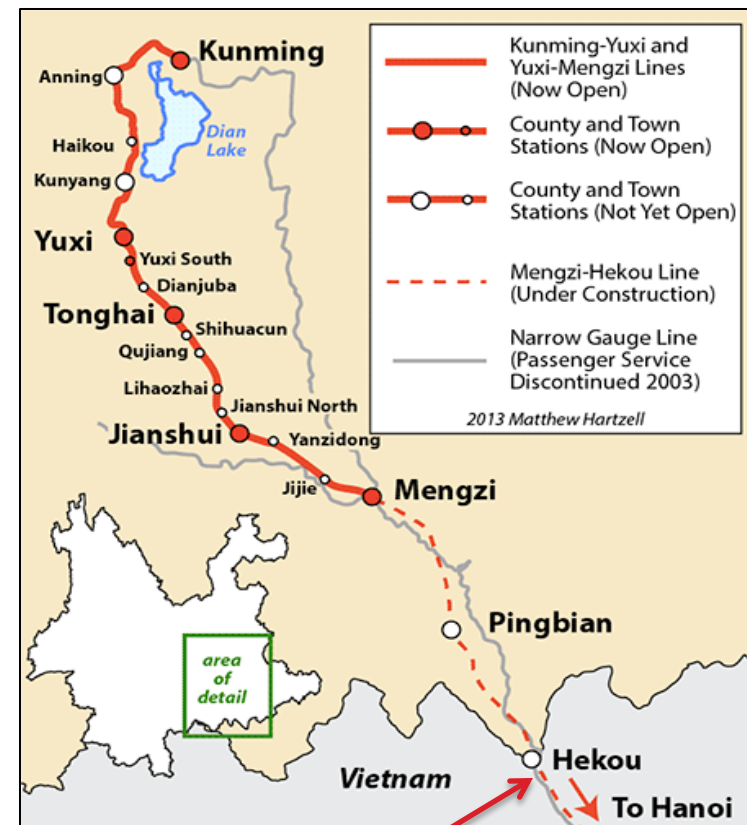 Kunming
Anning
Dian
Lake
Haikou
Kunyang
Yuxi
Yuxi South
Dianjuba
Tonghai
Shihuacun
Qujiang
Lihaozhai
Jianshui North
Jianshui
Yanzidong
Jijie
Mengzi
Pingbian
Hekou
Vietnam
To Hanoi
area
of
detail
Kunming-Yuxi and
Yuxi-Mengzi Lines
(Now Open)
County and Town
Stations (Now Open)
County and Town
Stations (Not Yet Open)
Mengzi-Hekou Line
(Under Construction)
Narrow Gauge Line
(Passenger Service
Discontinued 2003)
2013 Matthew Hartzell